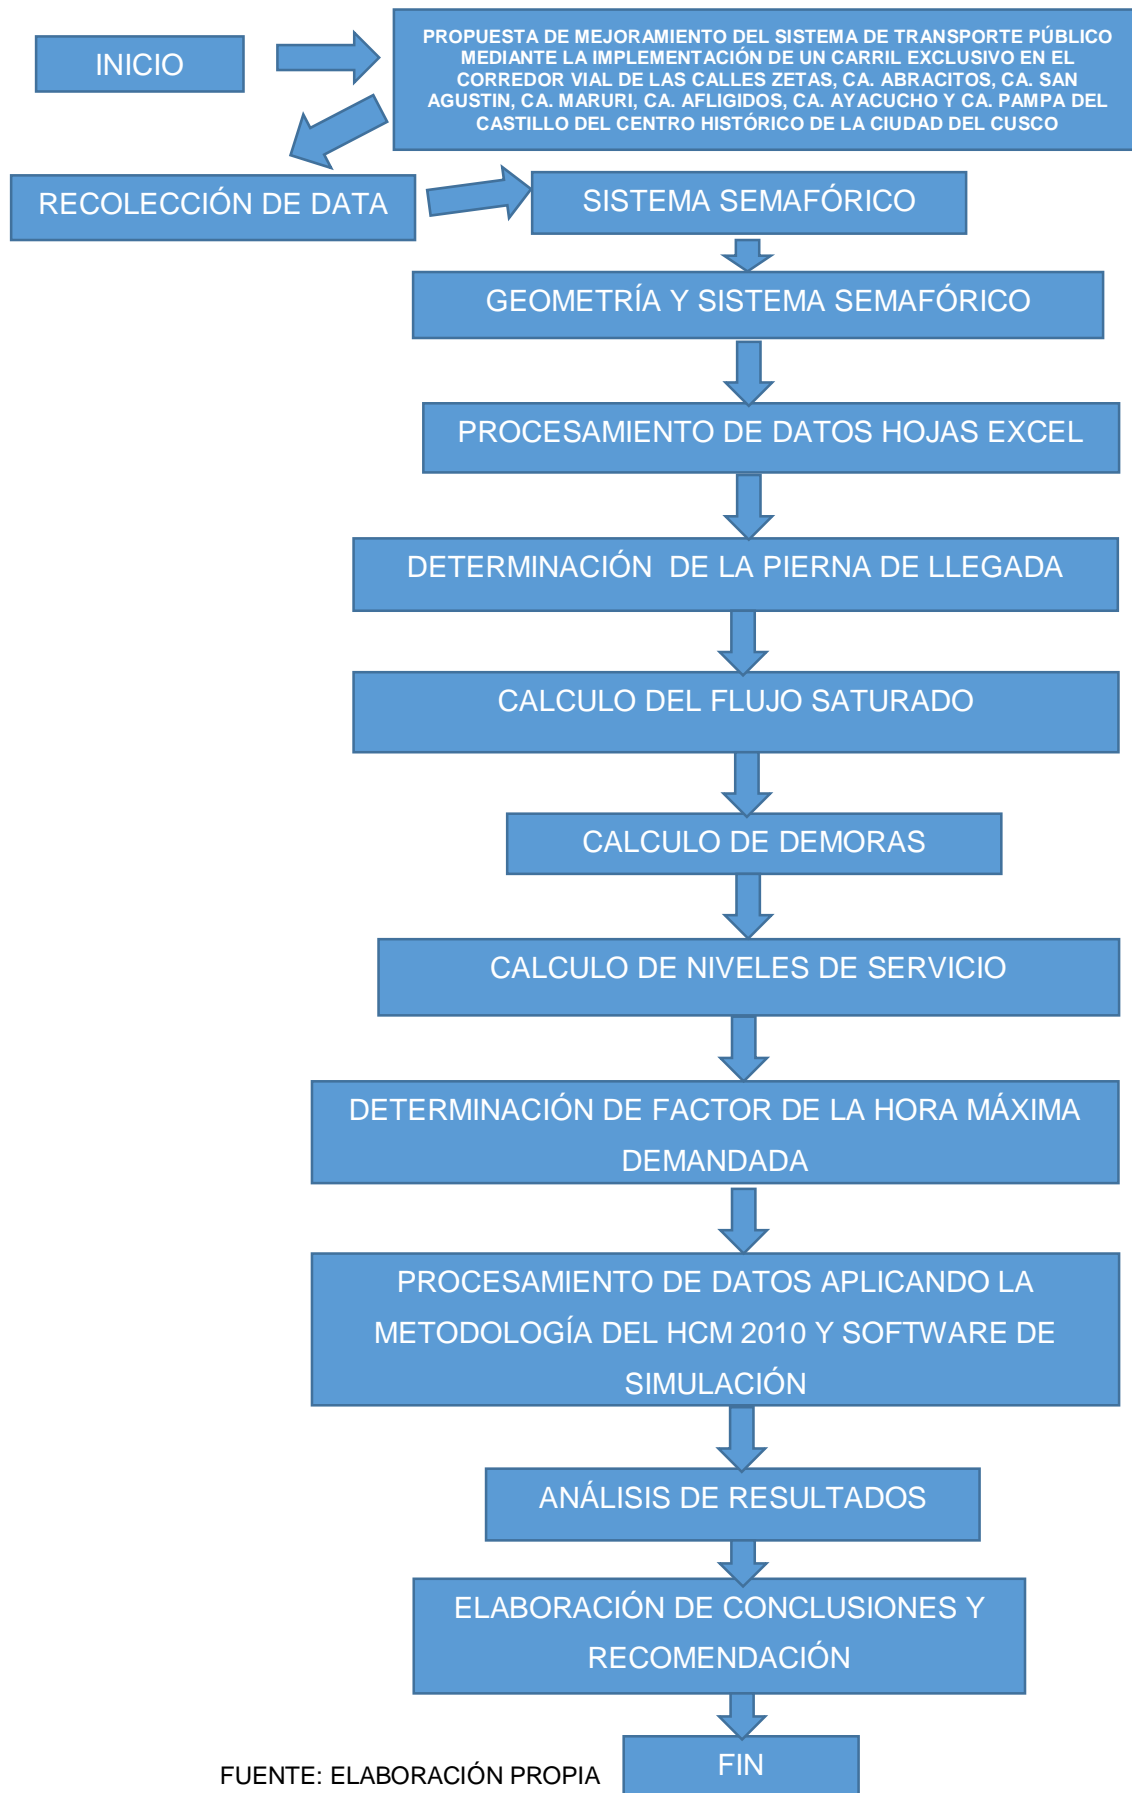 INICIO
PROPUESTA DE MEJORAMIENTO DEL SISTEMA DE TRANSPORTE PÚBLICO
MEDIANTE LA IMPLEMENTACIÓN DE UN CARRIL EXCLUSIVO EN EL
CORREDOR VIAL DE LAS CALLES ZETAS, CA. ABRACITOS, CA. SAN
AGUSTIN, CA. MARURI, CA. AFLIGIDOS, CA. AYACUCHO Y CA. PAMPA DEL
CASTILLO DEL CENTRO HISTÓRICO DE LA CIUDAD DEL CUSCO
RECOLECCIÓN DE DATA
SISTEMA SEMAFÓRICO
GEOMETRÍA Y SISTEMA SEMAFÓRICO
PROCESAMIENTO DE DATOS HOJAS EXCEL
DETERMINACIÓN DE LA PIERNA DE LLEGADA
CALCULO DEL FLUJO SATURADO
CALCULO DE DEMORAS
CALCULO DE NIVELES DE SERVICIO
DETERMINACIÓN DE FACTOR DE LA HORA MÁXIMA
DEMANDADA
PROCESAMIENTO DE DATOS APLICANDO LA
METODOLOGÍA DEL HCM 2010 Y SOFTWARE DE
SIMULACIÓN
ANÁLISIS DE RESULTADOS
ELABORACIÓN DE CONCLUSIONES Y
RECOMENDACIÓN
FIN
FUENTE: ELABORACIÓN PROPIA